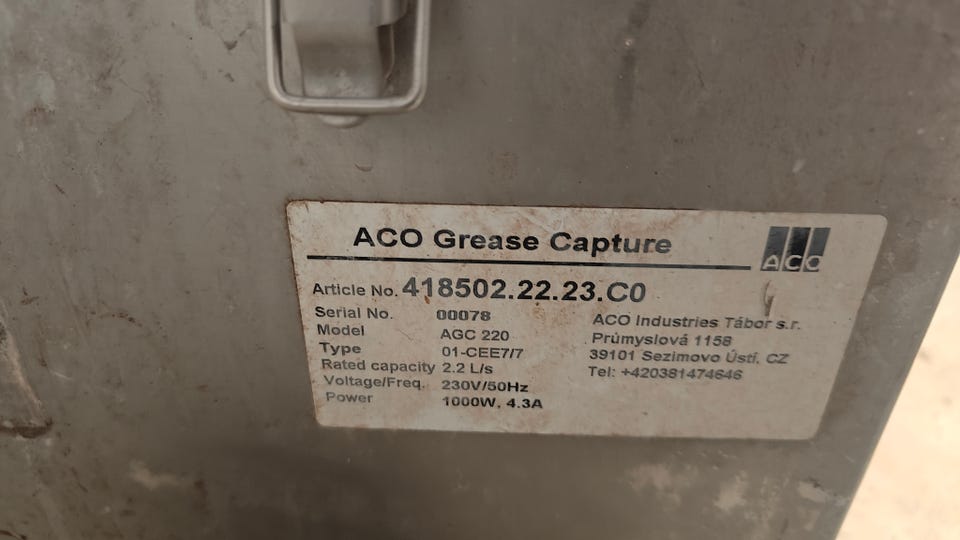 ACO Grease Capture
ACO
Article No. 418502.22.23.C0
Serial No. 00078
Model AGC 220
Type 01-CEE7/7
Rated capacity 2.2 L/s
Voltage/Freq. 230V/50Hz
Power 1000W, 4.3A
ACO Industries Tábor s.r.
Průmyslová 1158
39101 Sezimovo Ústí, CZ
Tel: +420381474646